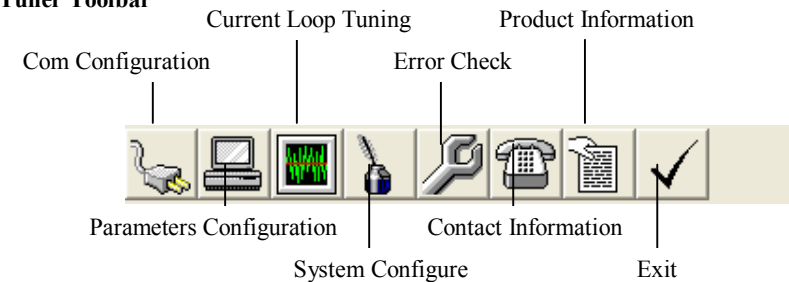 Tuner Toolbar
Current Loop Tuning
Product Information
Com Configuration
Error Check
Parameters Configuration
Contact Information
System Configure
Exit